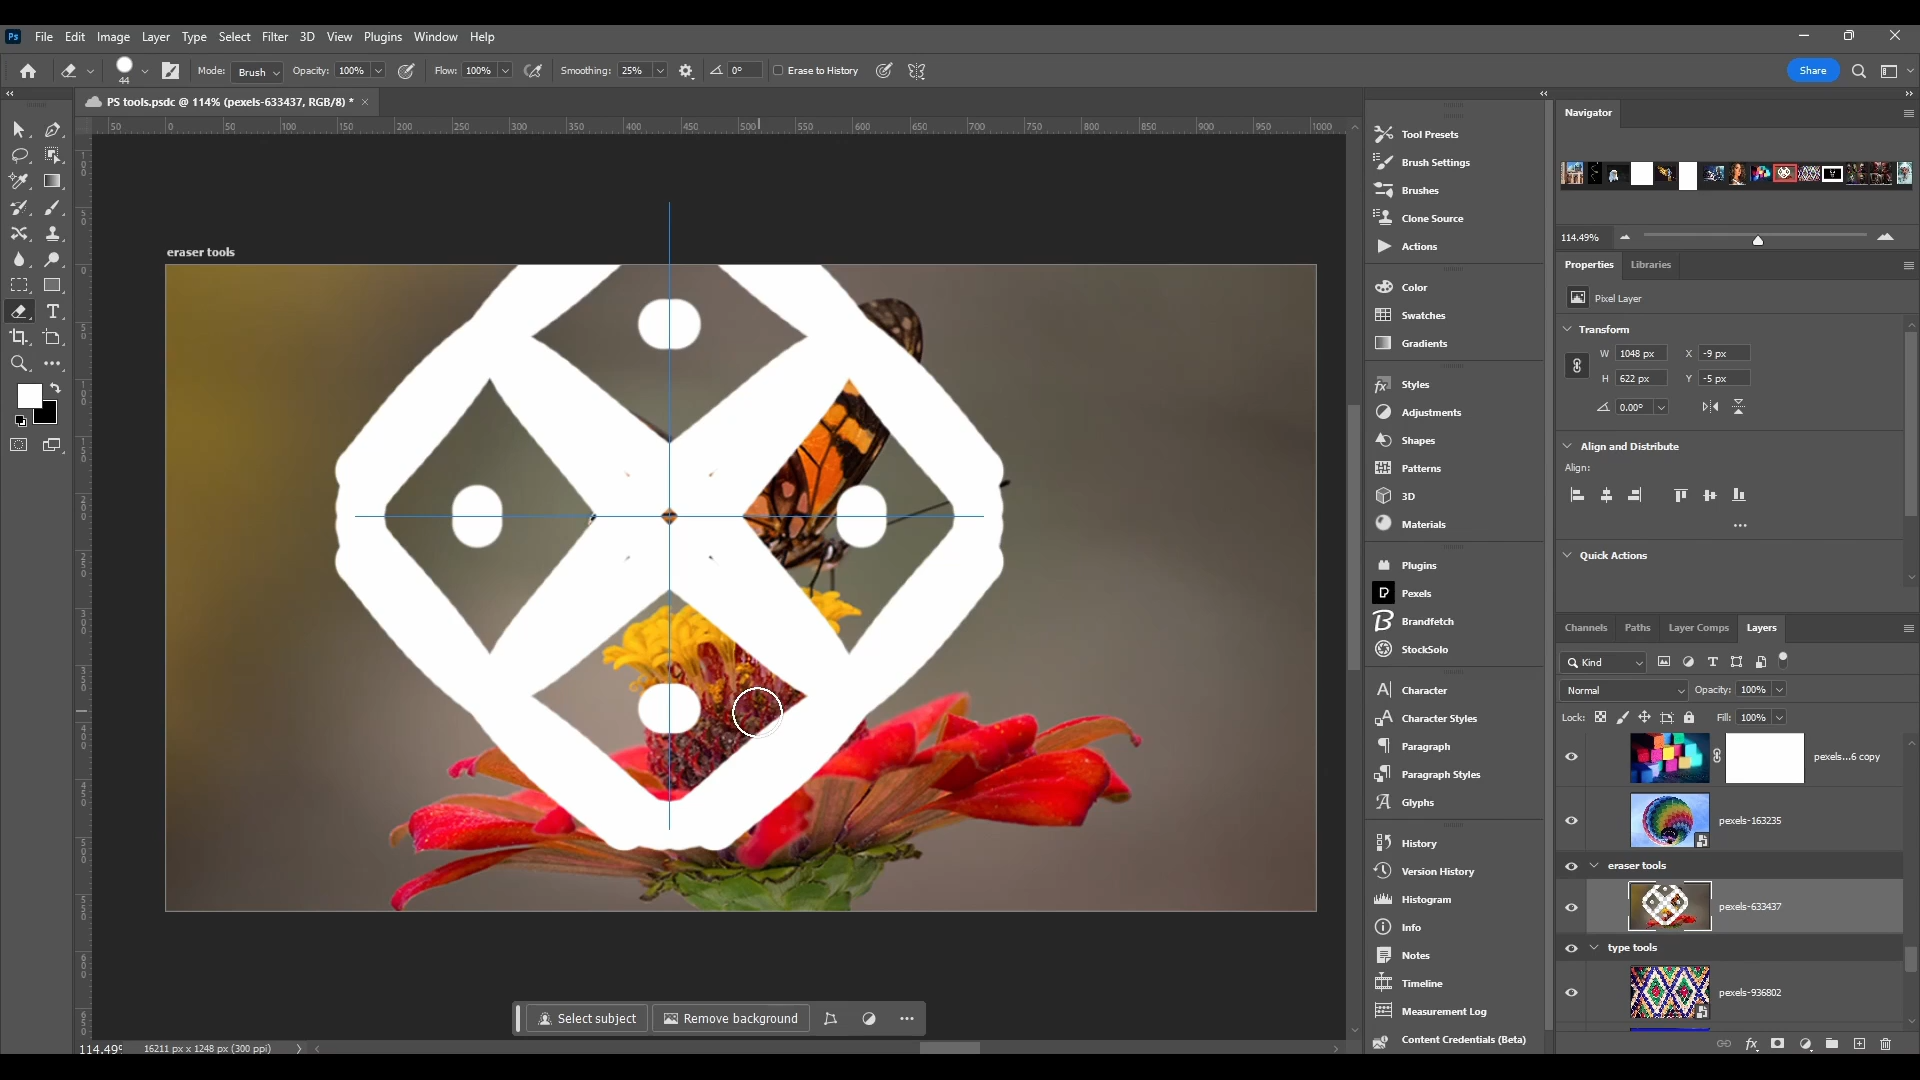 Ps File Edit Image Layer Type Select Filter 3D View Plugins Window Help
44 Mode: Brush Opacity: 100% Flow: 100% Smoothing: 25% 0° Erase to History Share
PS tools.psdc @ 114% (pexels-633437, RGB/8) *
50 0 50 100 150 200 250 300 350 400 450 500 550 600 650 700 750 800 850 900 950 1000
eraser tools
Select subject Remove background
114.49% 16211 px x 1248 px (300 ppi)
Tool Presets
Brush Settings
Brushes
Clone Source
Actions
Color
Swatches
Gradients
Styles
Adjustments
Shapes
Patterns
3D
Materials
Plugins
Pexels
Brandfetch
StockSolo
Character
Character Styles
Paragraph
Paragraph Styles
Glyphs
History
Version History
Histogram
Info
Notes
Timeline
Measurement Log
Content Credentials (Beta)
Navigator
114.49%
Properties Libraries
Pixel Layer
Transform
W 1048 px X -9 px
H 622 px Y -5 px
0.00°
Align and Distribute
Align:
Quick Actions
Channels Paths Layer Comps Layers
Kind
Normal Opacity: 100%
Lock: Fill: 100%
pexels...6 copy
pexels-163235
eraser tools
pexels-633437
type tools
pexels-936802